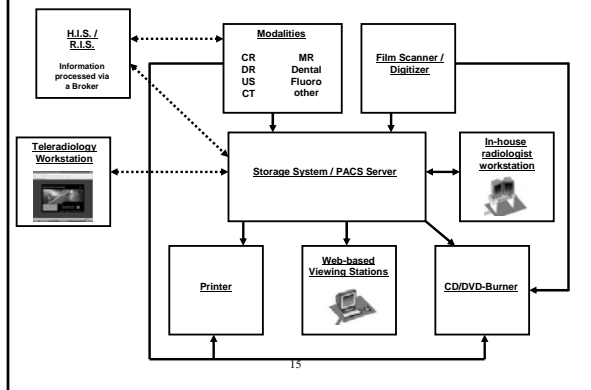 H.I.S. /
R.I.S.
Information
processed via
a Broker
Modalities
CR MR
DR Dental
US Fluoro
CT other
Film Scanner /
Digitizer
Teleradiology
Workstation
Storage System / PACS Server
In-house
radiologist
workstation
Printer
Web-based
Viewing Stations
CD/DVD-Burner
15